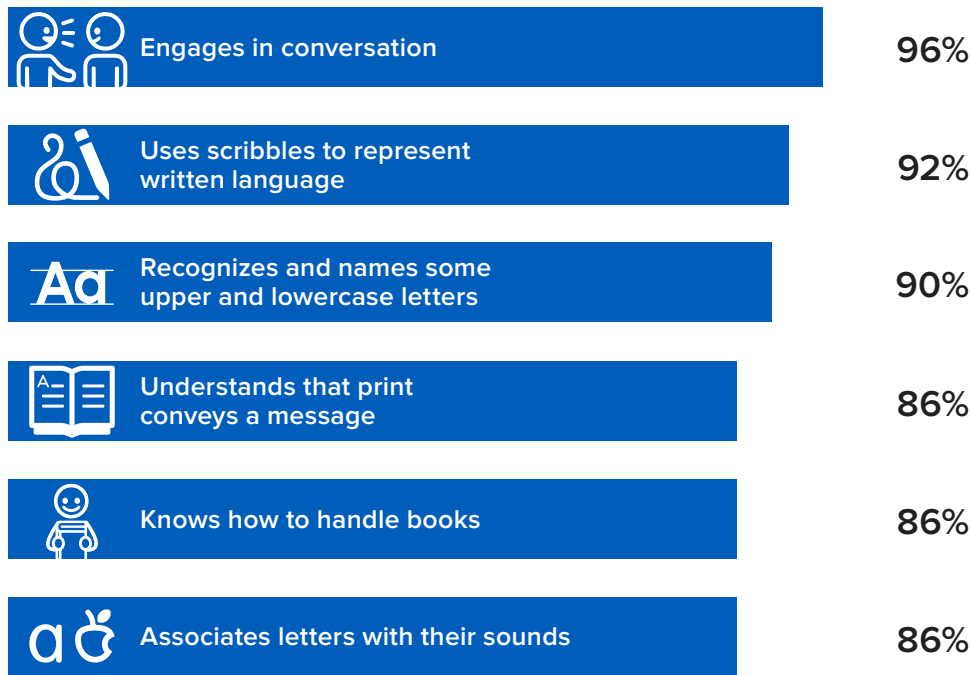 Engages in conversation
96%
Uses scribbles to represent
written language
92%
Aa
Recognizes and names some
upper and lowercase letters
90%
A
Understands that print
conveys a message
86%
Knows how to handle books
86%
a
Associates letters with their sounds
86%